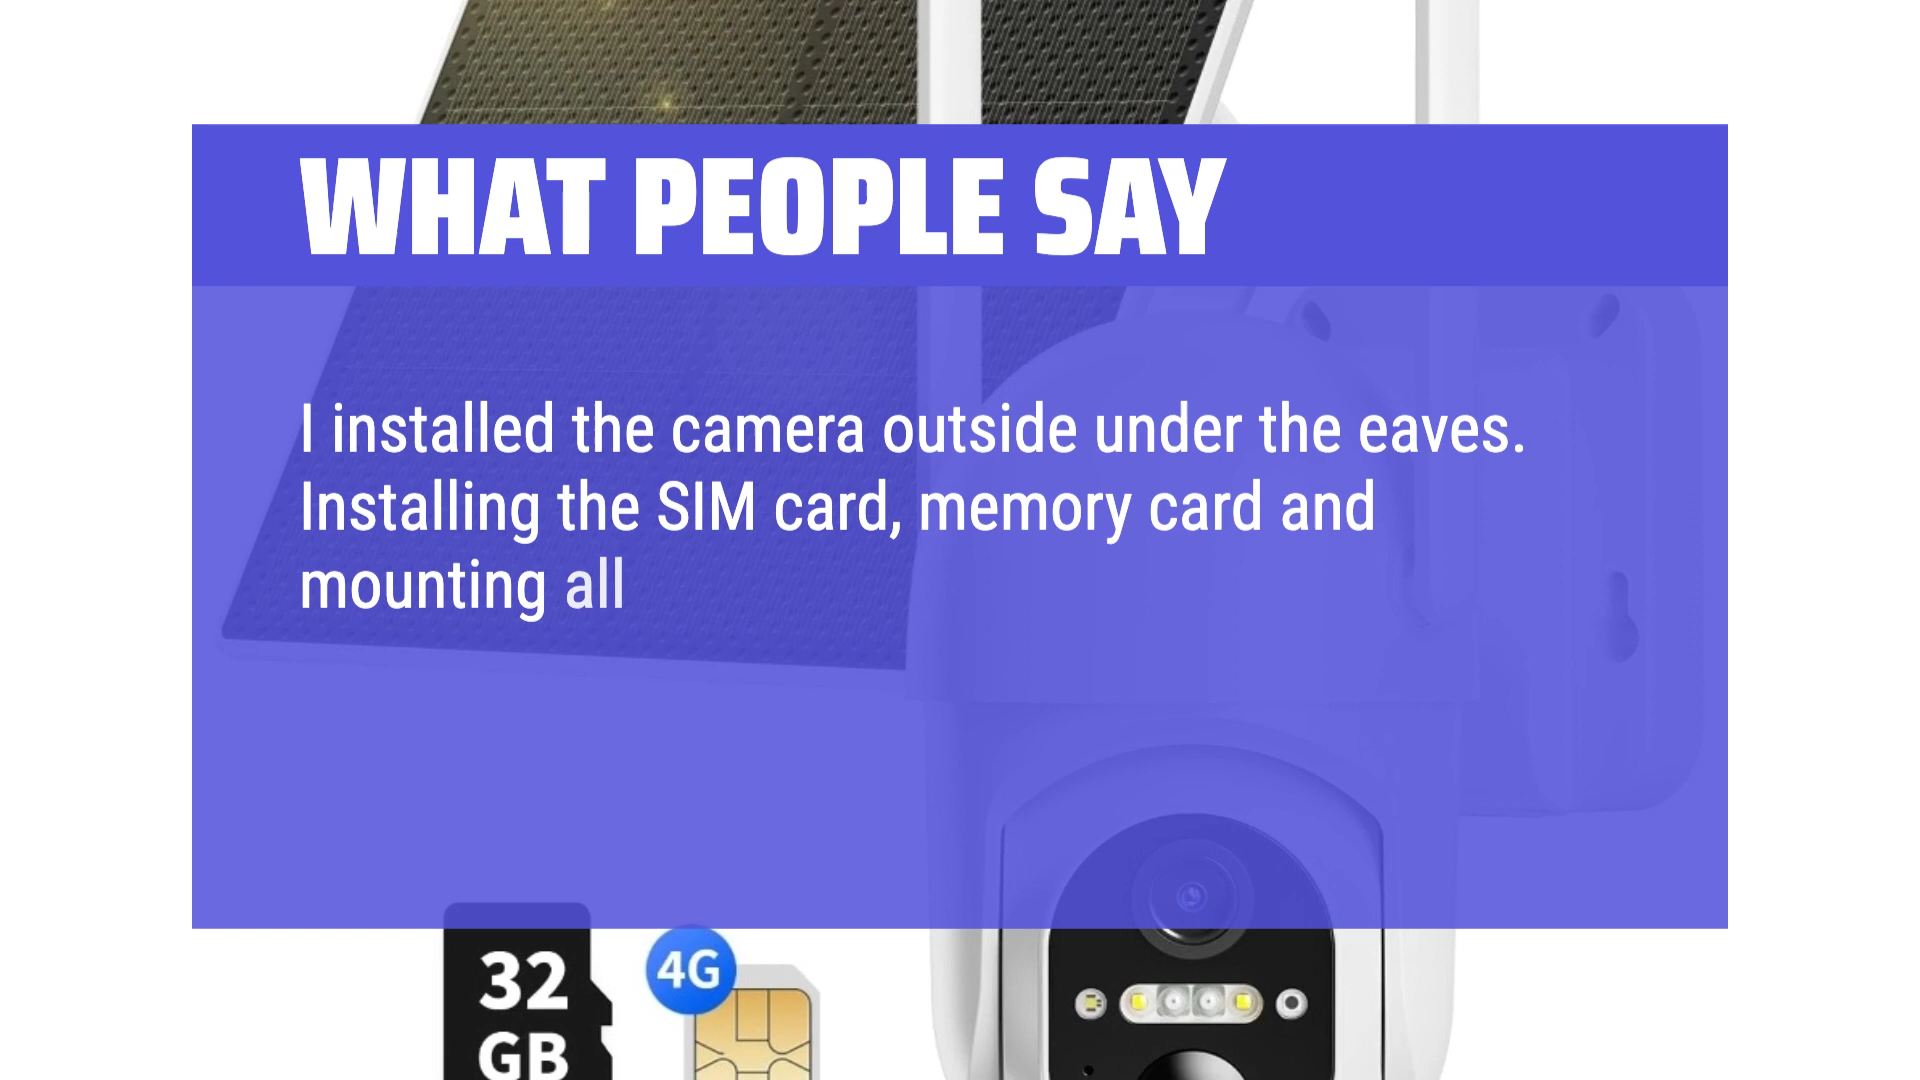 WHAT PEOPLE SAY
I installed the camera outside under the eaves.
Installing the SIM card, memory card and
mounting all
32
GB
4G